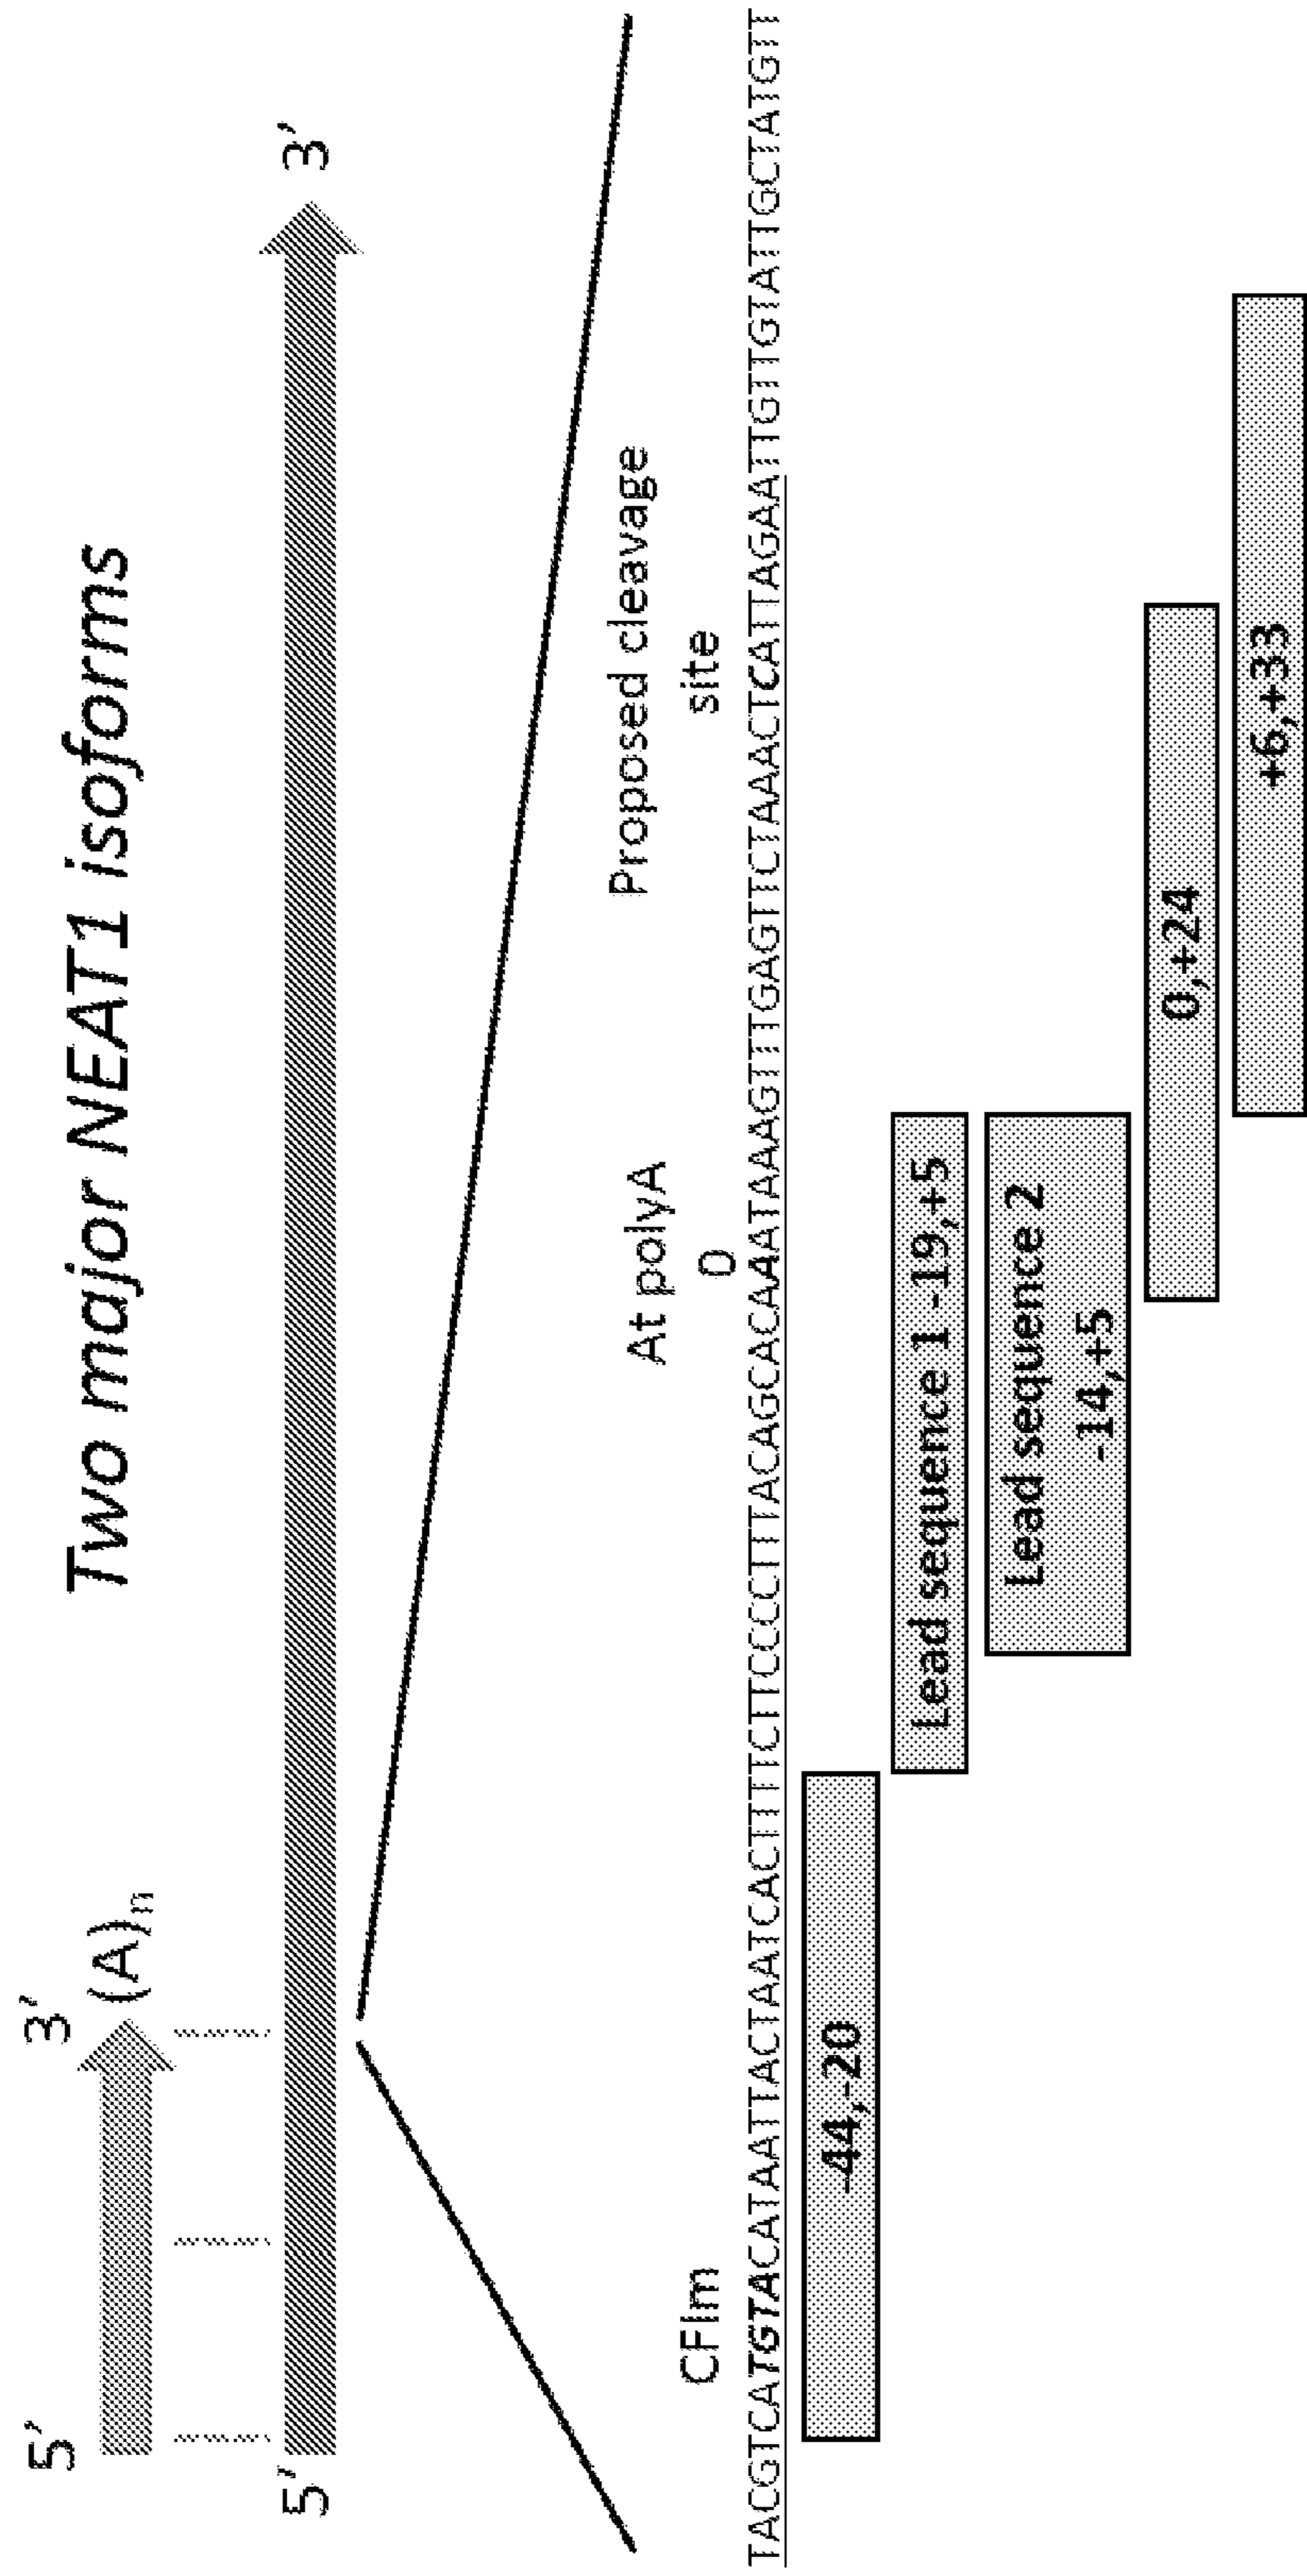 Two major NEAT1 isoforms
5′
3′
(A)n
5′
3′
CFIm
At polyA
0
Proposed cleavage
site
TACGTCATGTACATAATTACTAATCACTTTTCTTCCCTTTACAGCACAAATAAAGTTTGAGTTCTAAACTCATTAGAATTGTTGTATTGCTATGTT
-44,-20
Lead sequence 1 -19,+5
Lead sequence 2
-14,+5
0,+24
+6,+33